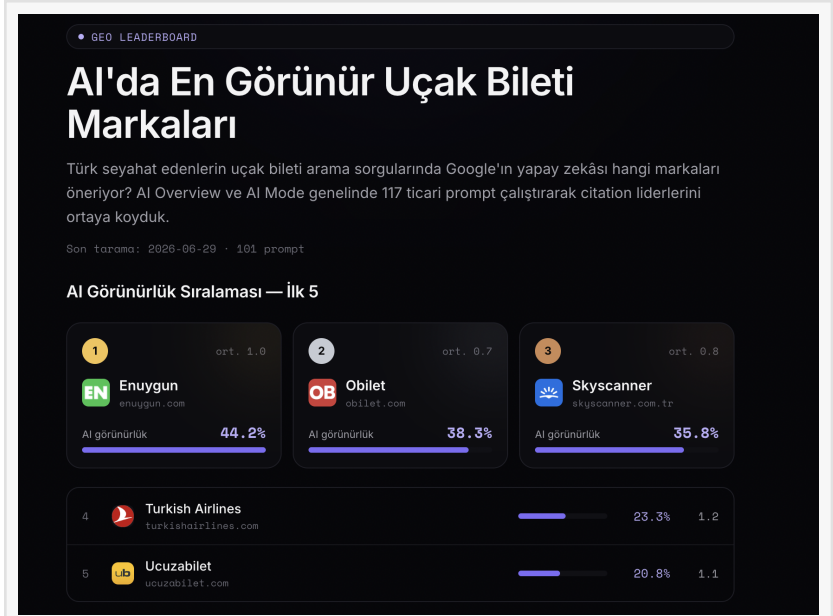 GEO LEADERBOARD
AI'da En Görünür Uçak Bileti
Markaları
Türk seyahat edenlerin uçak bileti arama sorgularında Google'ın yapay zekâsı hangi markaları
öneriyor? AI Overview ve AI Mode genelinde 117 ticari prompt çalıştırarak citation liderlerini
ortaya koyduk.
Son tarama: 2026-06-29 · 101 prompt
AI Görünürlük Sıralaması — İlk 5
1
ort. 1.0
EN
Enuygun
enuygun.com
AI görünürlük 44.2%
2
ort. 0.7
OB
Obilet
obilet.com
AI görünürlük 38.3%
3
ort. 0.8
Skyscanner
skyscanner.com.tr
AI görünürlük 35.8%
4
Turkish Airlines
turkishairlines.com
23.3% 1.2
5
ub
Ucuzabilet
ucuzabilet.com
20.8% 1.1